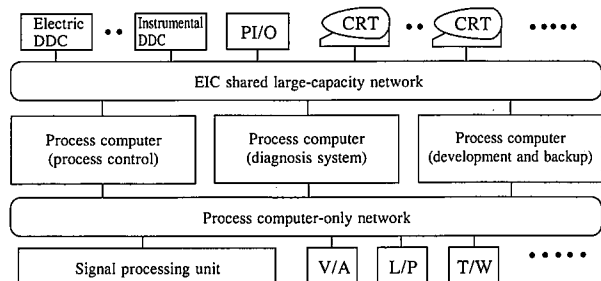 Electric
DDC
Instrumental
DDC
PI/O
CRT
CRT
EIC shared large-capacity network
Process computer
(process control)
Process computer
(diagnosis system)
Process computer
(development and backup)
Process computer-only network
Signal processing unit
V/A
L/P
T/W